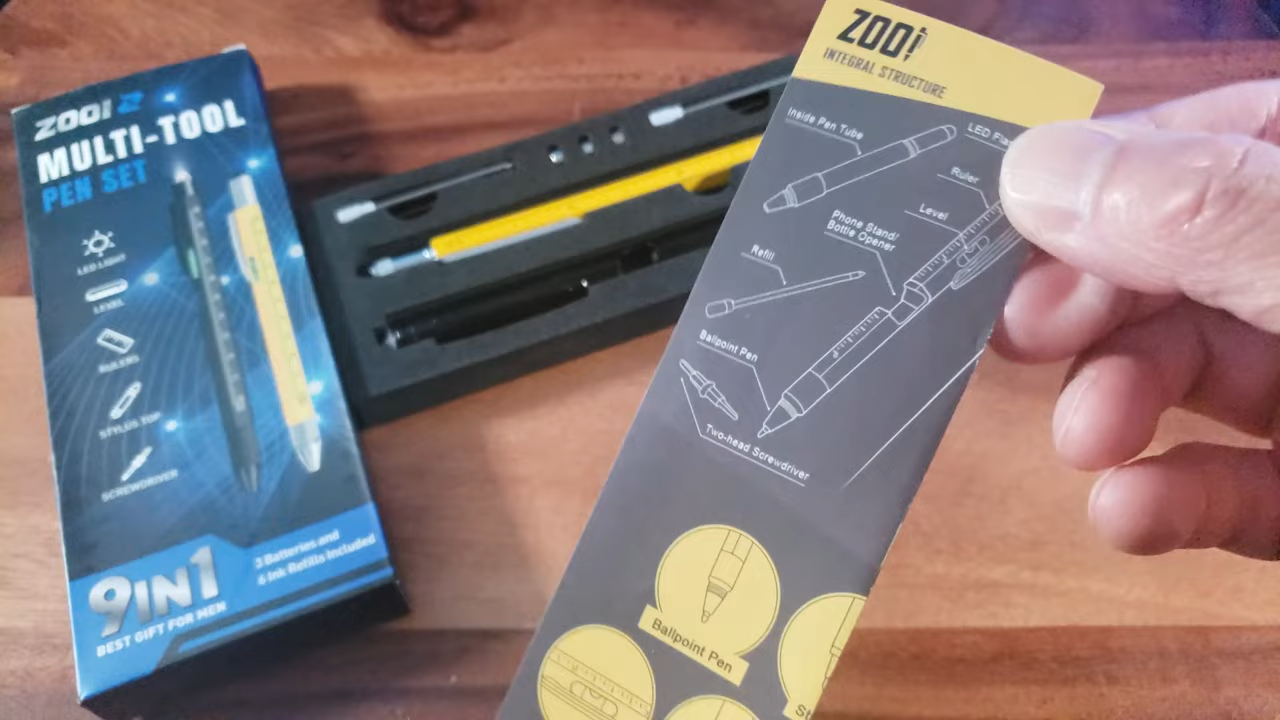 ZOOI
MULTI-TOOL
PEN SET
LED LIGHT
LEVEL
RULERS
STYLUS TOP
SCREWDRIVER
9IN1
BEST GIFT FOR MEN
3 Batteries and
6 Ink Refills Included
ZOOI
INTEGRAL STRUCTURE
Inside Pen Tube
LED
Ruler
Level
Phone Stand/
Bottle Opener
Refill
Ballpoint Pen
Two-head Screwdriver
Ballpoint Pen